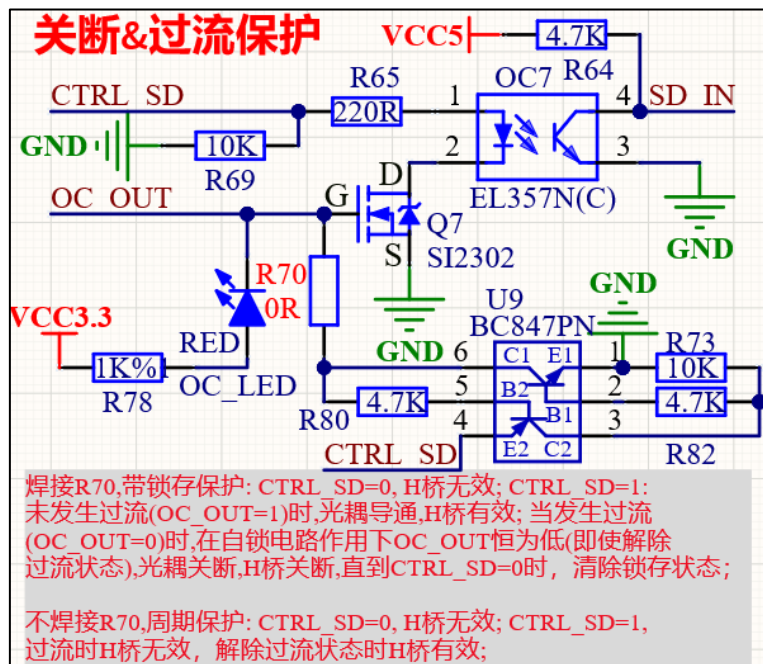 关断&过流保护
VCC5
4.7K
R64
R65
OC7
CTRL_SD
220R
1
4
SD_IN
GND
10K
R69
2
3
OC_OUT
D
EL357N(C)
G
Q7
S
SI2302
GND
R70
0R
U9
GND
VCC3.3
GND
BC847PN
RED
6
C1
E1
1
R73
1K%1
OC_LED
10K
R78
R80
4.7K
5
B2
B1
2
4.7K
4
E2
C2
3
CTRL_SD
R82
焊接R70,带锁存保护: CTRL_SD=0, H桥无效; CTRL_SD=1:
未发生过流(OC_OUT=1)时,光耦导通,H桥有效; 当发生过流
(OC_OUT=0)时,在自锁电路作用下OC_OUT恒为低(即使解除
过流状态),光耦关断,H桥关断,直到CTRL_SD=0时，清除锁存状态；
不焊接R70,周期保护: CTRL_SD=0, H桥无效; CTRL_SD=1,
过流时H桥无效，解除过流状态时H桥有效;